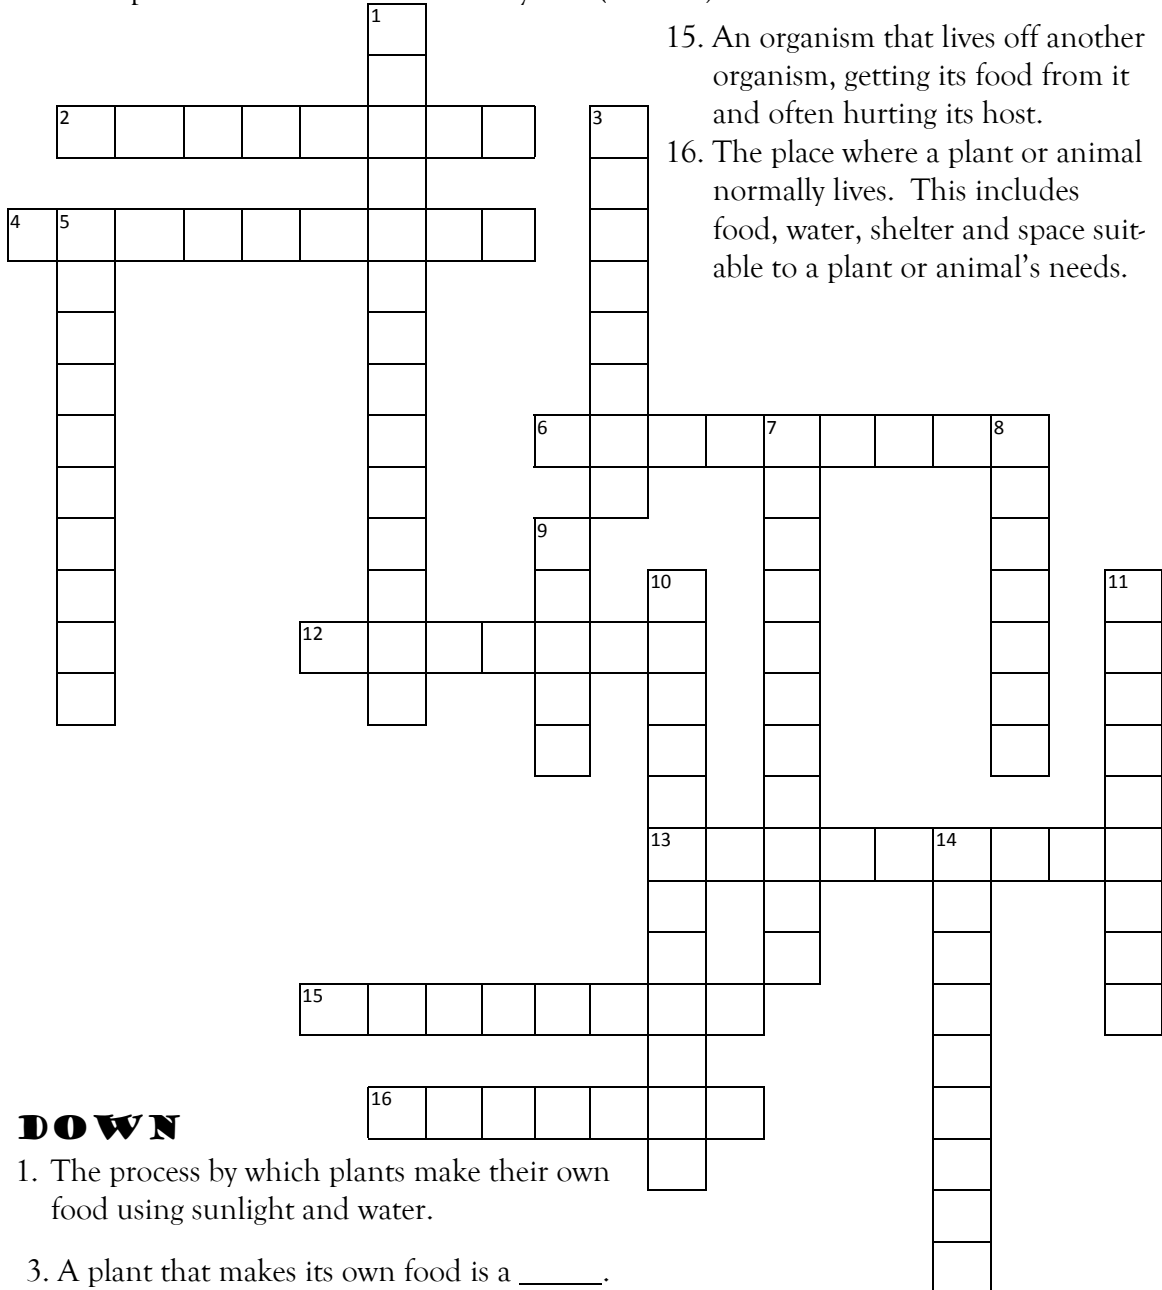 1
15. An organism that lives off another
organism, getting its food from it
and often hurting its host.
2
3
16. The place where a plant or animal
normally lives. This includes
food, water, shelter and space suit-
able to a plant or animal's needs.
4 5
6 7 8
9
10 11
12
13 14
15
16
DOWN
1. The process by which plants make their own
food using sunlight and water.
3. A plant that makes its own food is a ______.